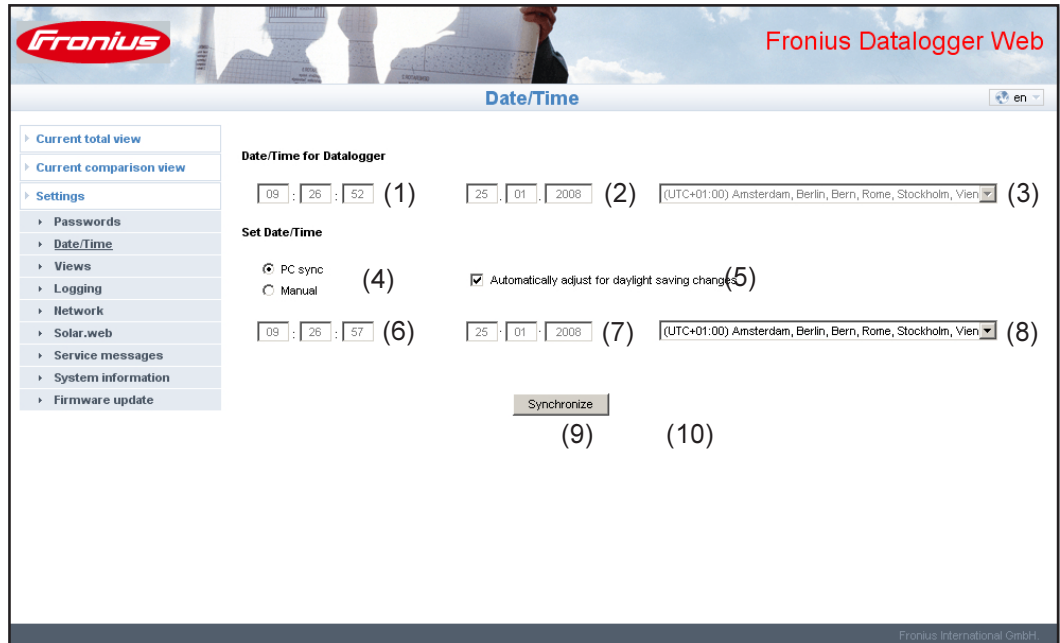 Fronius
Fronius Datalogger Web
Date/Time
en
Current total view
Current comparison view
Settings
Passwords
Date/Time
Views
Logging
Network
Solar.web
Service messages
System information
Firmware update
Date/Time for Datalogger
09 : 26 : 52 (1) 25 . 01 . 2008 (2) (UTC+01:00) Amsterdam, Berlin, Bern, Rome, Stockholm, Vien (3)
Set Date/Time
PC sync
Manual
(4)
Automatically adjust for daylight saving changes
(5)
09 : 26 : 57 (6) 25 . 01 . 2008 (7) (UTC+01:00) Amsterdam, Berlin, Bern, Rome, Stockholm, Vien (8)
Synchronize
(9) (10)
Fronius International GmbH.